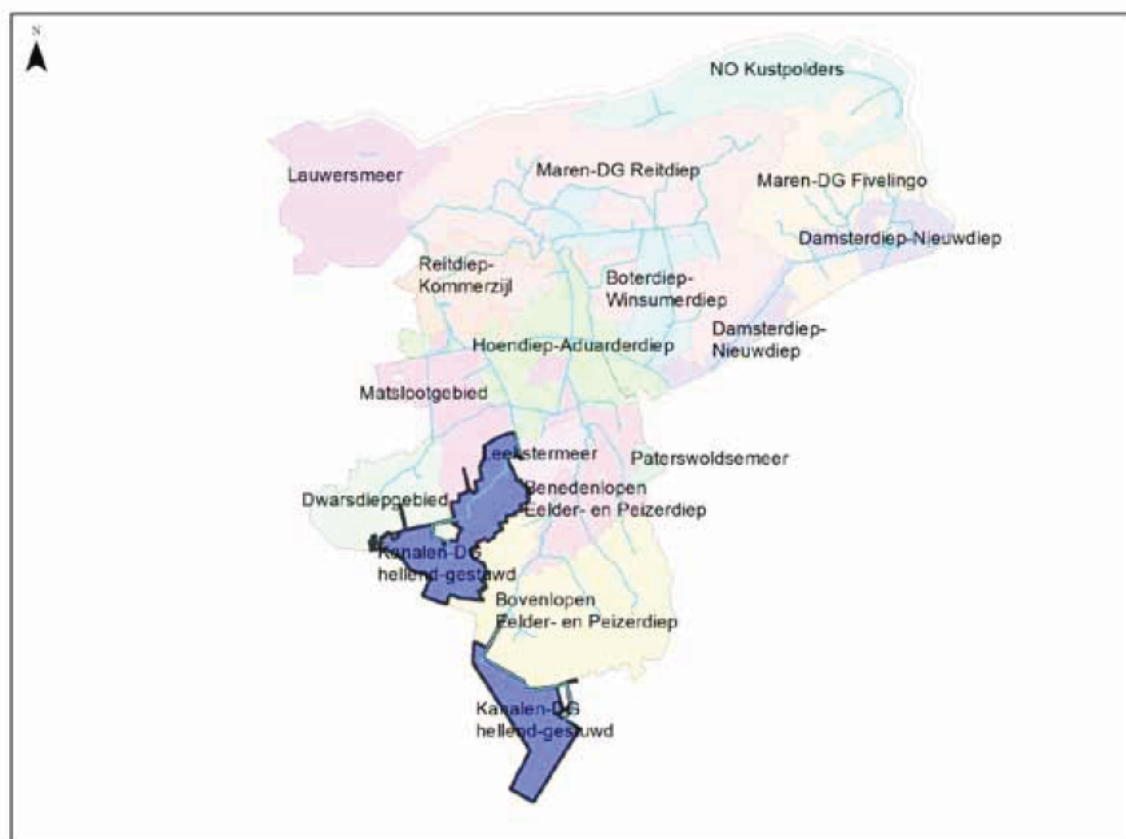 N
NO Kustpolders
Lauwersmeer
Maren-DG Reitdiep
Maren-DG Fivelingo
Damsterdiep-Nieuwdiep
Reitdiep-
Kommerzijl
Boterdiep-
Winsumerdiep
Damsterdiep-
Nieuwdiep
Hoendiep-Aduarderdiep
Matslootgebied
Leekstermeer
Paterswoldsemeer
Dwarsdiepgebied
Benedenlopen
Eelder- en Peizerdiep
Kanalen-DG
hellend-gestuwd
Bovenlopen
Eelder- en Peizerdiep
Kanalen-DG
hellend-gestuwd